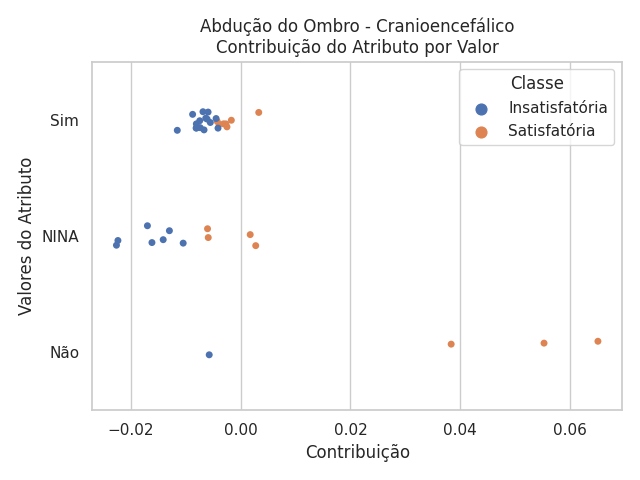 Abdução do Ombro - Cranioencefálico
Contribuição do Atributo por Valor
Classe
Insatisfatória
Satisfatória
Valores do Atributo
Sim
NINA
Não
−0.02
0.00
0.02
0.04
0.06
Contribuição